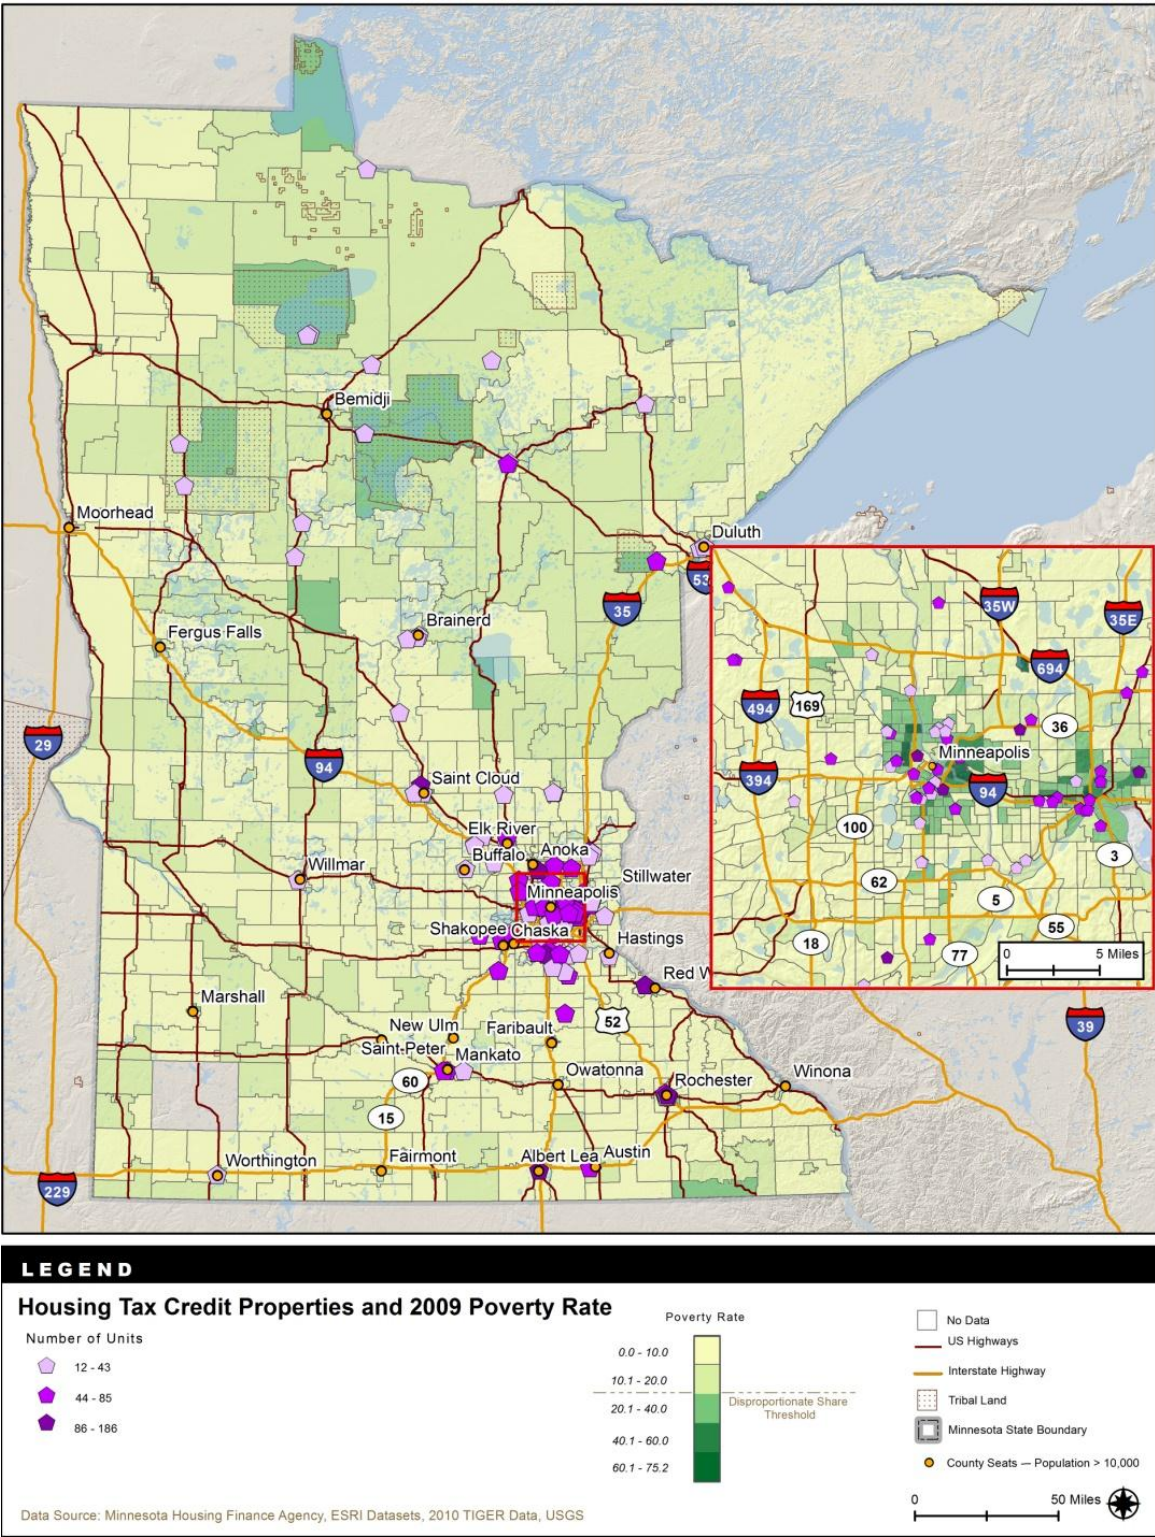 Bemidji
Moorhead
Duluth
53
35
Fergus Falls
Brainerd
29
94
Saint Cloud
Elk River
Buffalo
Anoka
Willmar
Stillwater
Minneapolis
Shakopee
Chaska
Hastings
Red W
Marshall
New Ulm
Faribault
52
Saint Peter
Mankato
60
Owatonna
Rochester
Winona
15
Worthington
Fairmont
Albert Lea
Austin
229
39
35W
35E
694
494
169
36
Minneapolis
394
94
100
3
62
5
55
18
77
0 5 Miles
LEGEND
Housing Tax Credit Properties and 2009 Poverty Rate
Number of Units
12 - 43
44 - 85
86 - 186
Poverty Rate
0.0 - 10.0
10.1 - 20.0
20.1 - 40.0
40.1 - 60.0
60.1 - 75.2
Disproportionate Share
Threshold
No Data
US Highways
Interstate Highway
Tribal Land
Minnesota State Boundary
County Seats — Population > 10,000
0 50 Miles
Data Source: Minnesota Housing Finance Agency, ESRI Datasets, 2010 TIGER Data, USGS